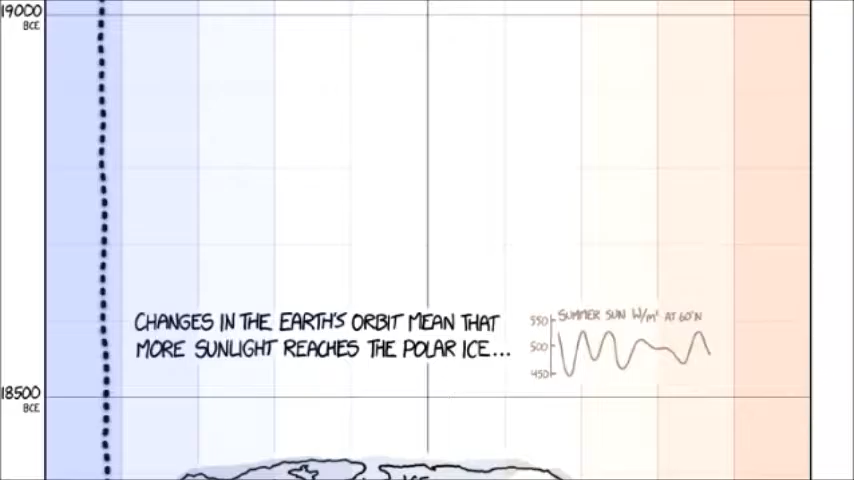 19000
BCE
CHANGES IN THE EARTH'S ORBIT MEAN THAT
MORE SUNLIGHT REACHES THE POLAR ICE...
SUMMER SUN W/m² AT 60°N
550
500
450
18500
BCE